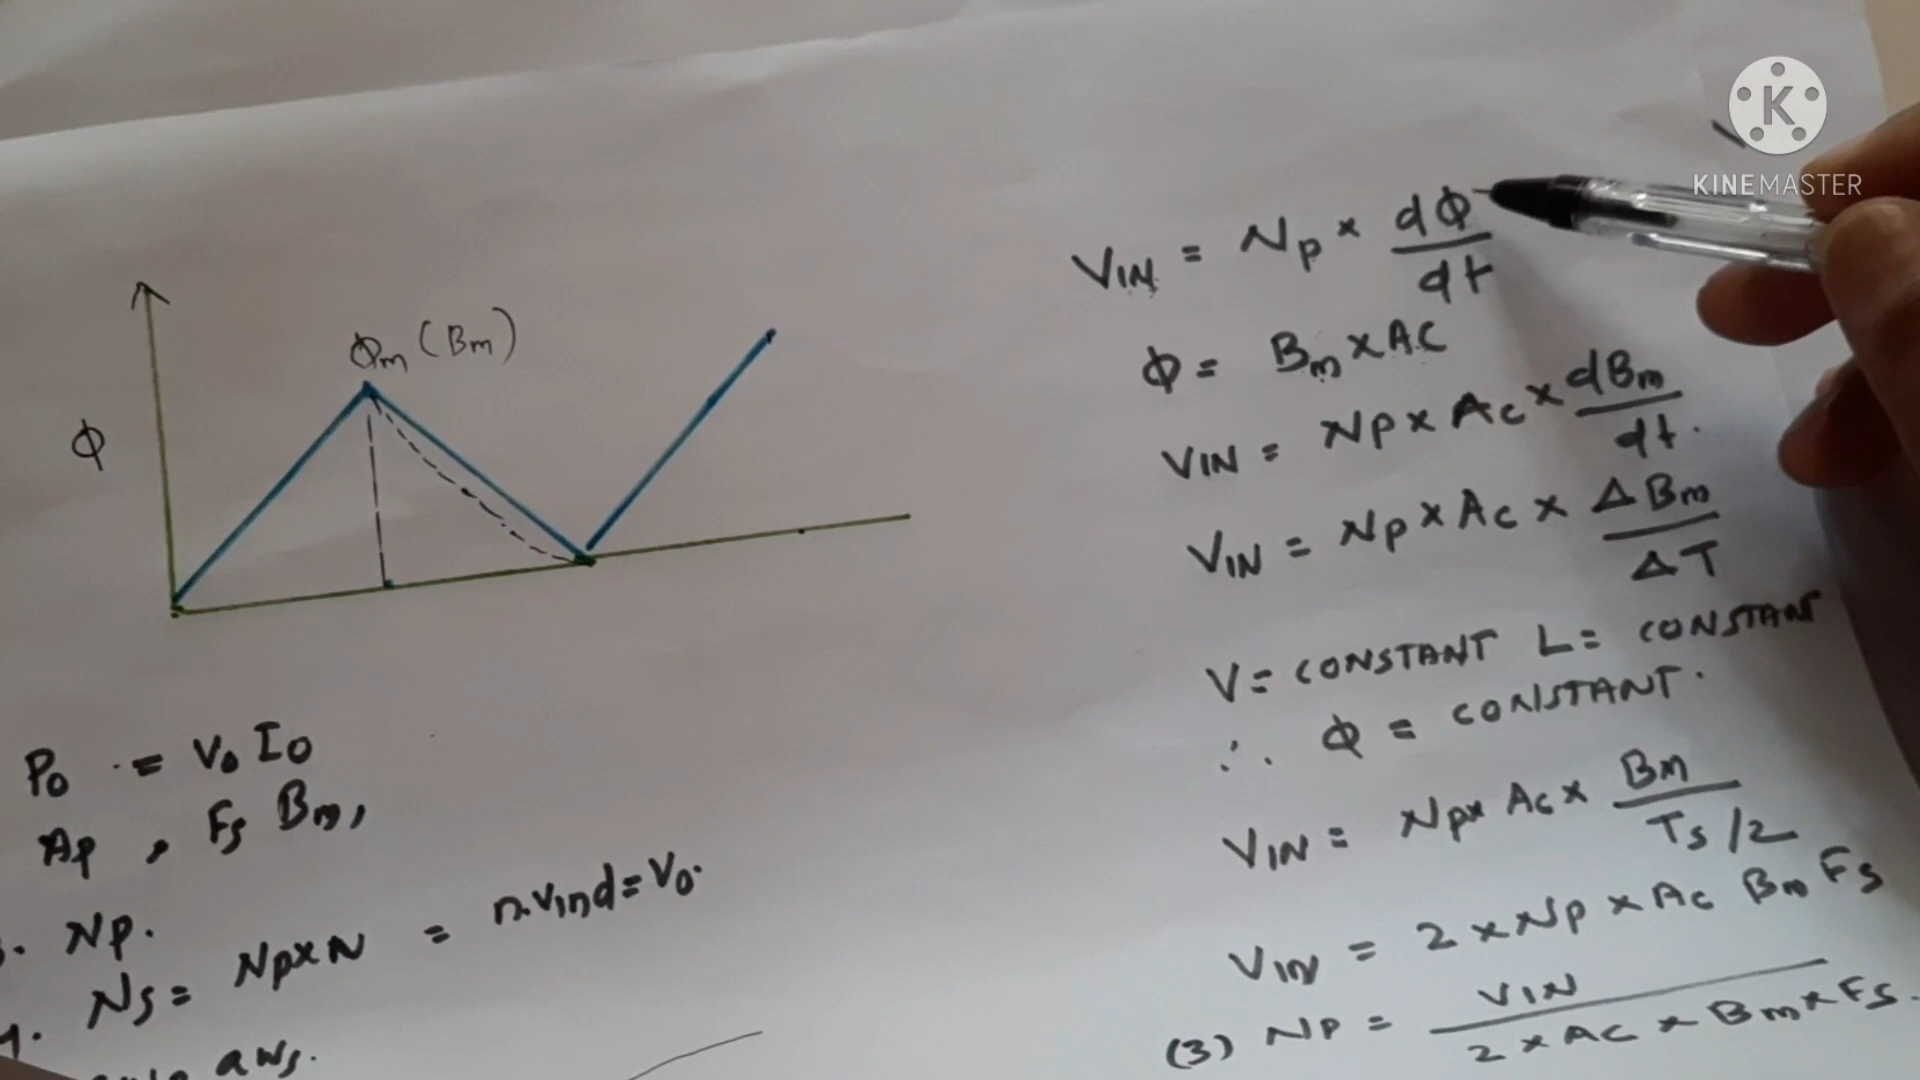 KINEMASTER
Φm (Bm)
Φ
Po = Vo Io
Ap , Fs Bm,
Np.
Ns = Np×N = n.Vind=Vo.
aws.
VIN = Np × dΦ/dt
Φ = Bm × AC
VIN = Np × Ac × dBm/dt.
VIN = Np × Ac × ΔBm/ΔT
V = CONSTANT L = CONSTANT
∴ Φ = CONSTANT.
VIN = Np × Ac × Bm/Ts/2
VIN = 2 × Np × Ac Bm Fs
(3) NP = VIN/2 × AC × Bm × Fs.